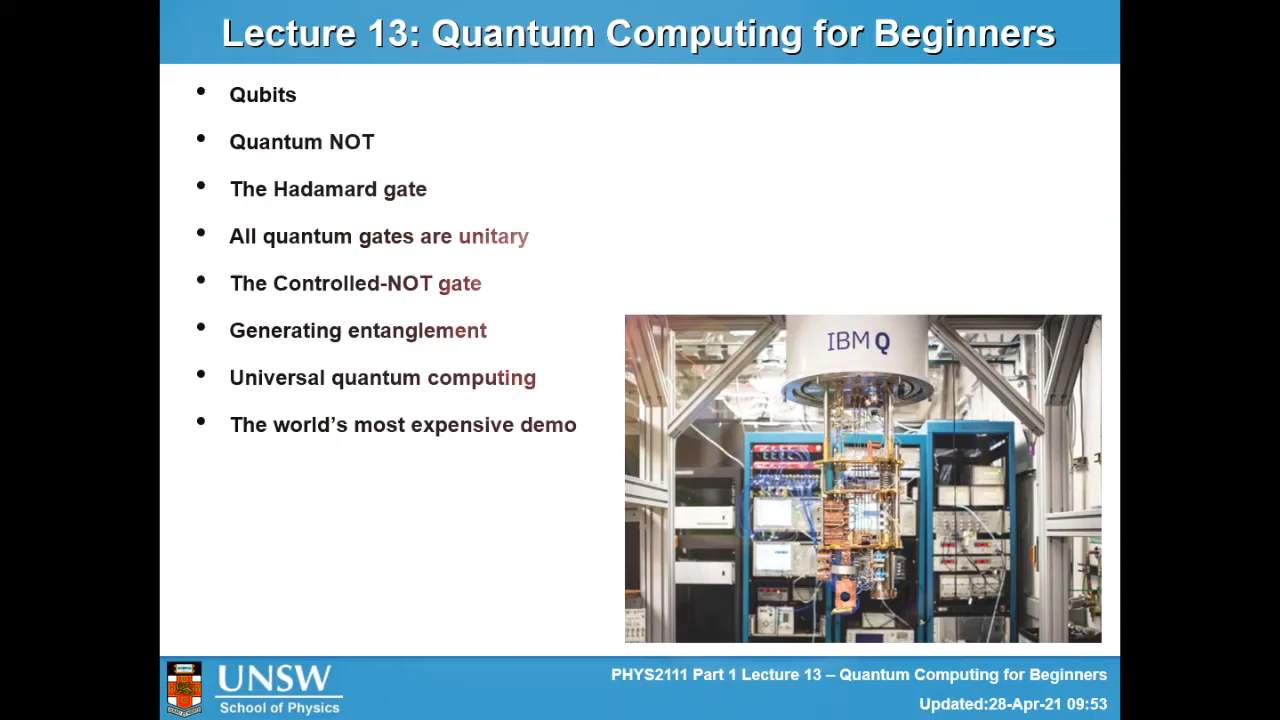 Lecture 13: Quantum Computing for Beginners
• Qubits
• Quantum NOT
• The Hadamard gate
• All quantum gates are unitary
• The Controlled-NOT gate
• Generating entanglement
• Universal quantum computing
• The world’s most expensive demo
IBM Q
UNSW
School of Physics
PHYS2111 Part 1 Lecture 13 – Quantum Computing for Beginners
Updated:28-Apr-21 09:53